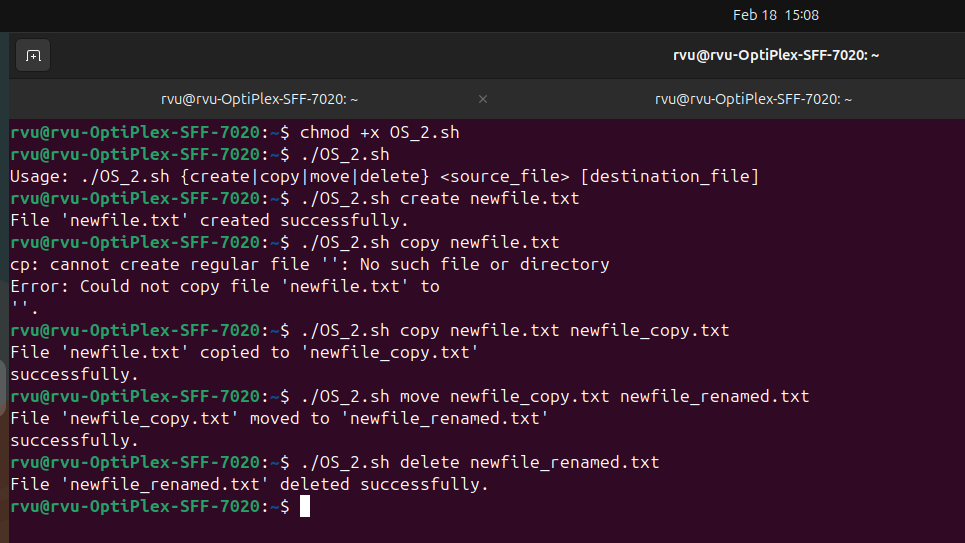 Feb 18 15:08
rvu@rvu-OptiPlex-SFF-7020: ~
rvu@rvu-OptiPlex-SFF-7020: ~ ×
rvu@rvu-OptiPlex-SFF-7020: ~
rvu@rvu-OptiPlex-SFF-7020:~$ chmod +x OS_2.sh
rvu@rvu-OptiPlex-SFF-7020:~$ ./OS_2.sh
Usage: ./OS_2.sh {create|copy|move|delete} <source_file> [destination_file]
rvu@rvu-OptiPlex-SFF-7020:~$ ./OS_2.sh create newfile.txt
File 'newfile.txt' created successfully.
rvu@rvu-OptiPlex-SFF-7020:~$ ./OS_2.sh copy newfile.txt
cp: cannot create regular file '': No such file or directory
Error: Could not copy file 'newfile.txt' to
''.
rvu@rvu-OptiPlex-SFF-7020:~$ ./OS_2.sh copy newfile.txt newfile_copy.txt
File 'newfile.txt' copied to 'newfile_copy.txt'
successfully.
rvu@rvu-OptiPlex-SFF-7020:~$ ./OS_2.sh move newfile_copy.txt newfile_renamed.txt
File 'newfile_copy.txt' moved to 'newfile_renamed.txt'
successfully.
rvu@rvu-OptiPlex-SFF-7020:~$ ./OS_2.sh delete newfile_renamed.txt
File 'newfile_renamed.txt' deleted successfully.
rvu@rvu-OptiPlex-SFF-7020:~$